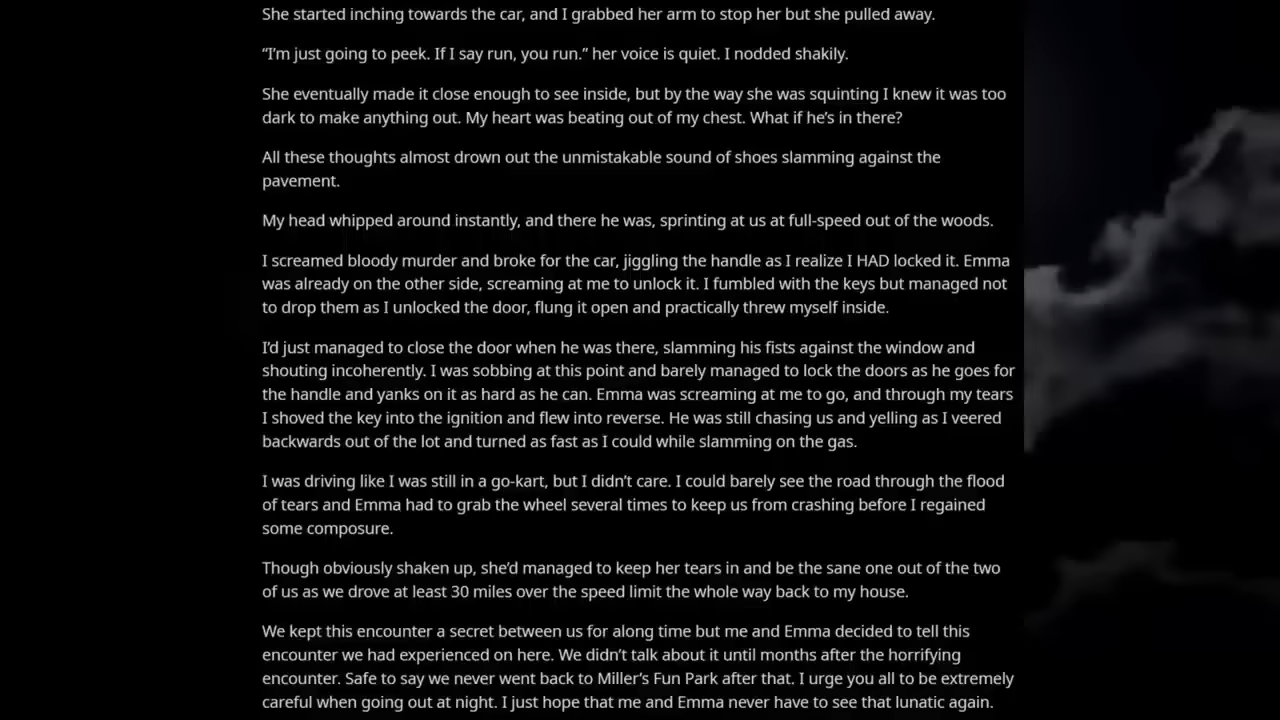 She started inching towards the car, and I grabbed her arm to stop her but she pulled away.
“I’m just going to peek. If I say run, you run.” her voice is quiet. I nodded shakily.
She eventually made it close enough to see inside, but by the way she was squinting I knew it was too
dark to make anything out. My heart was beating out of my chest. What if he’s in there?
All these thoughts almost drown out the unmistakable sound of shoes slamming against the
pavement.
My head whipped around instantly, and there he was, sprinting at us at full-speed out of the woods.
I screamed bloody murder and broke for the car, jiggling the handle as I realize I HAD locked it. Emma
was already on the other side, screaming at me to unlock it. I fumbled with the keys but managed not
to drop them as I unlocked the door, flung it open and practically threw myself inside.
I’d just managed to close the door when he was there, slamming his fists against the window and
shouting incoherently. I was sobbing at this point and barely managed to lock the doors as he goes for
the handle and yanks on it as hard as he can. Emma was screaming at me to go, and through my tears
I shoved the key into the ignition and flew into reverse. He was still chasing us and yelling as I veered
backwards out of the lot and turned as fast as I could while slamming on the gas.
I was driving like I was still in a go-kart, but I didn’t care. I could barely see the road through the flood
of tears and Emma had to grab the wheel several times to keep us from crashing before I regained
some composure.
Though obviously shaken up, she’d managed to keep her tears in and be the sane one out of the two
of us as we drove at least 30 miles over the speed limit the whole way back to my house.
We kept this encounter a secret between us for along time but me and Emma decided to tell this
encounter we had experienced on here. We didn’t talk about it until months after the horrifying
encounter. Safe to say we never went back to Miller’s Fun Park after that. I urge you all to be extremely
careful when going out at night. I just hope that me and Emma never have to see that lunatic again.